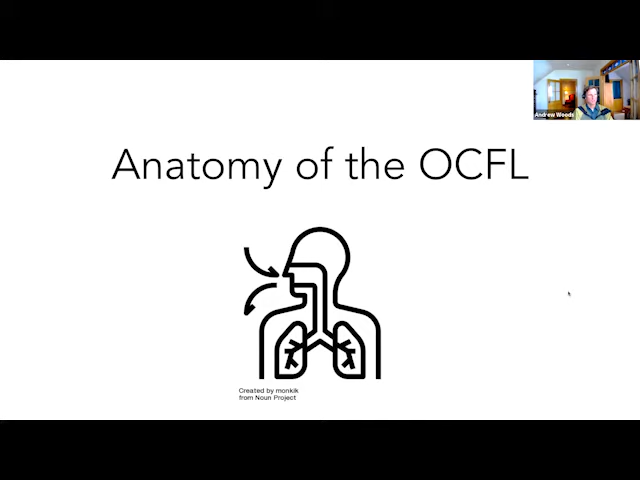 Andrew Woods
Anatomy of the OCFL
Created by monkik
from Noun Project